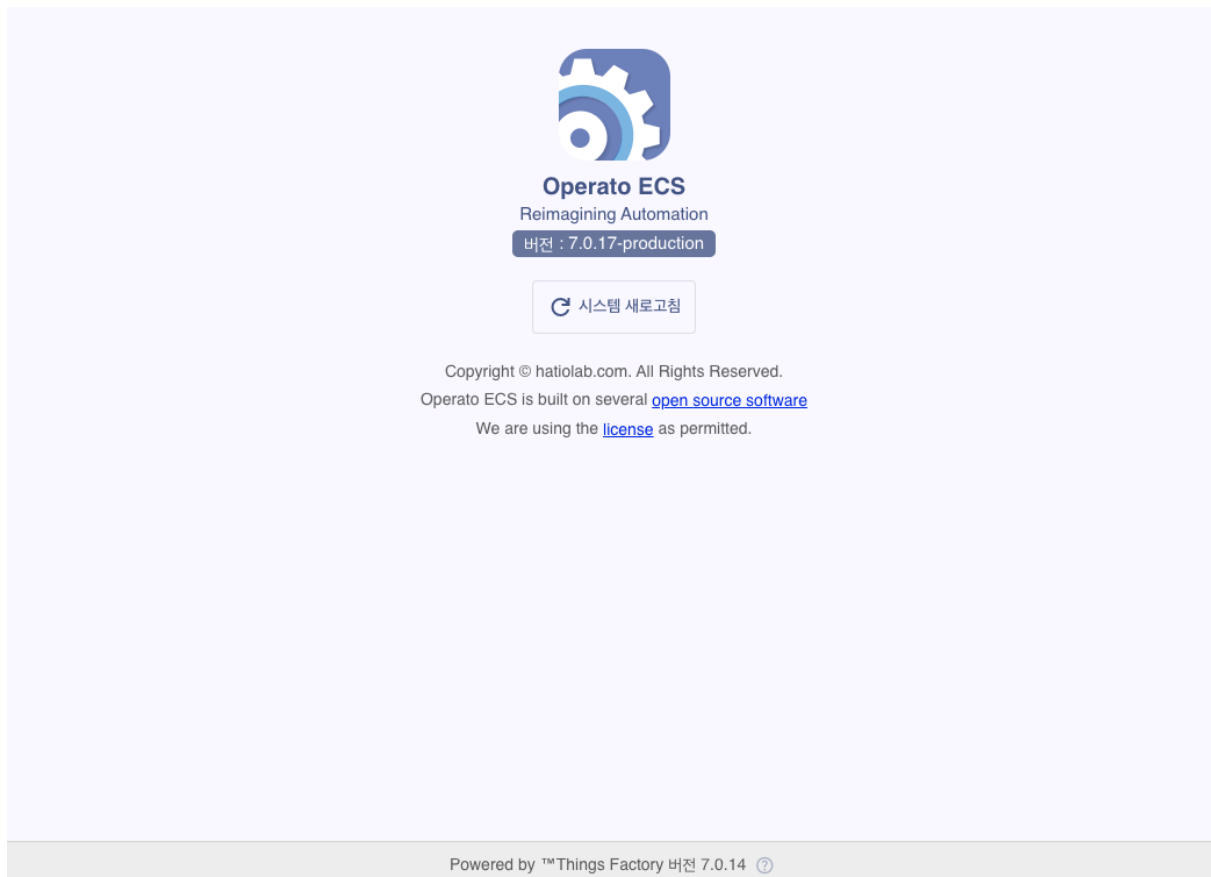 Operato ECS
Reimagining Automation
버전 : 7.0.17-production
시스템 새로고침
Copyright © hatiolab.com. All Rights Reserved.
Operato ECS is built on several open source software
We are using the license as permitted.
Powered by ™Things Factory 버전 7.0.14 ?